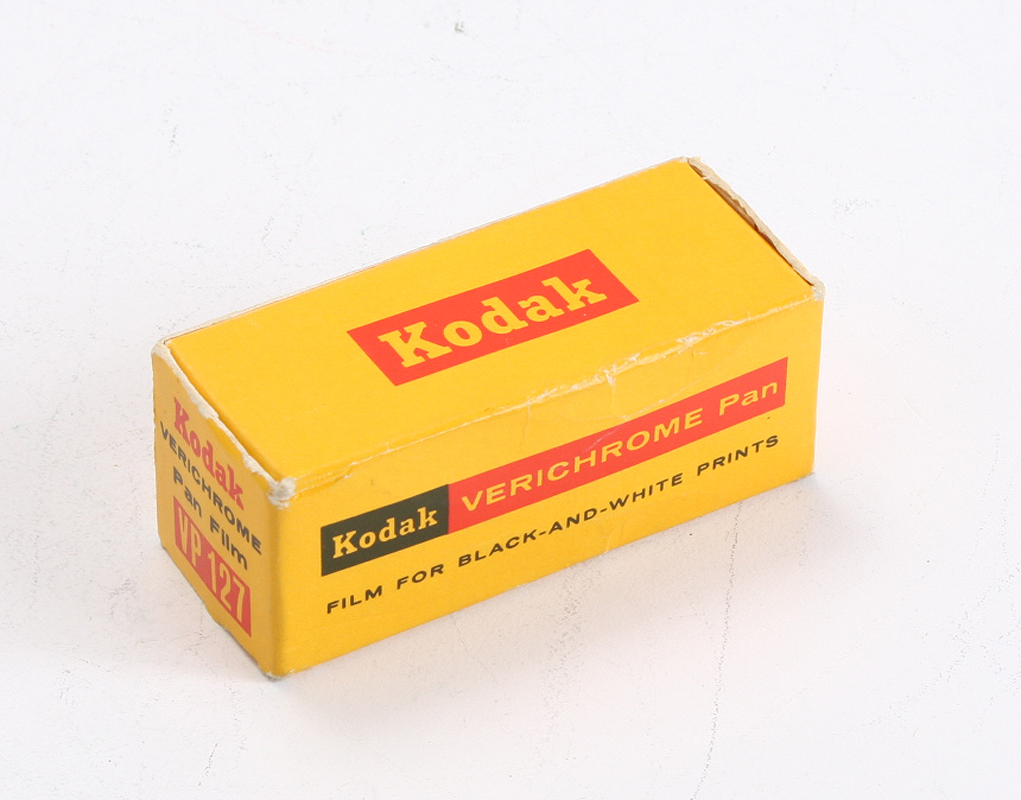 Kodak
Kodak VERICHROME Pan
FILM FOR BLACK-AND-WHITE PRINTS
Kodak
VERICHROME
Pan Film
VP 127